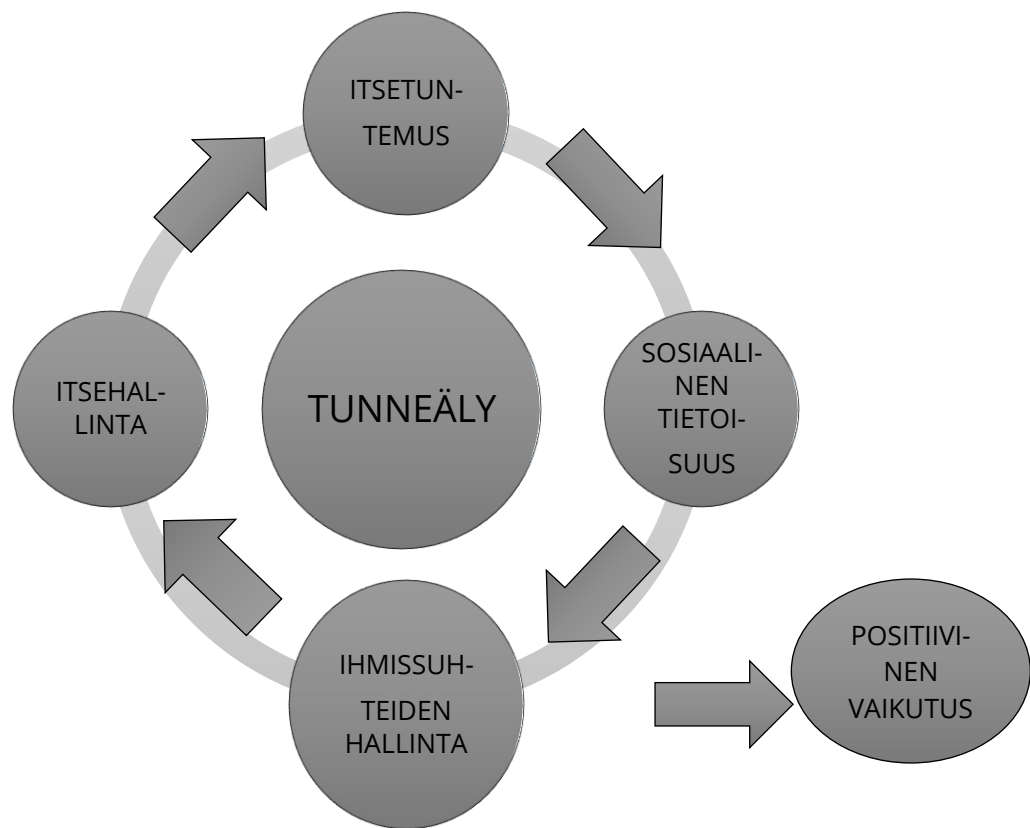 ITSETUN-
TEMUS
SOSIAALI-
NEN
TIETOI-
SUUS
ITSEHAL-
LINTA
TUNNEÄLY
IHMISSUH-
TEIDEN
HALLINTA
POSITIIVI-
NEN
VAIKUTUS